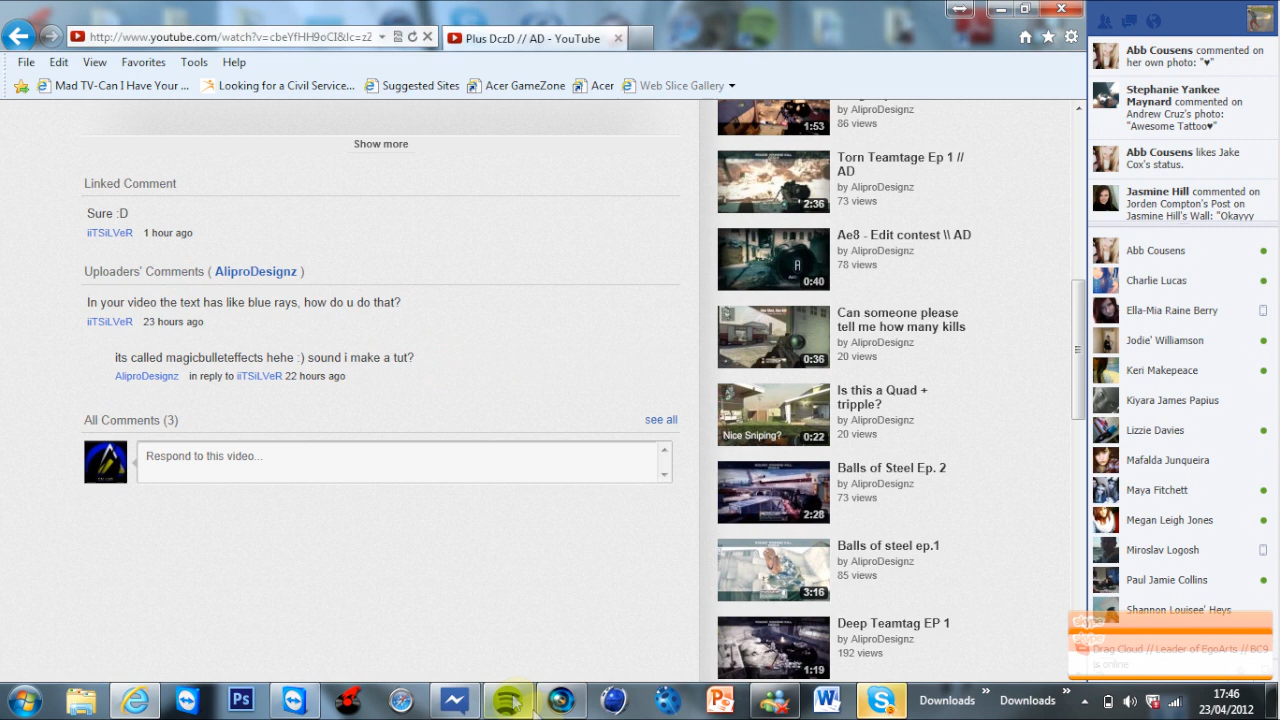 http://www.youtube.com/watch?v=cbeYfHH9oCI&lc=z2
Plus DczD // AD - YouTube
File Edit View Favorites Tools Help
Mad TV-Can I Have Your ... Looking for a Civil Service... Suggested Sites Acer GameZone Acer Web Slice Gallery
Show more
Linked Comment
Sure :D
iiTSiLVeR 1 hour ago
Uploaders' Comments ( AliproDesignz )
In your video the text has like blue rays, how do u do that?
iiTSiLVeR 23 hours ago
its called magicbulleteffects hehe :) sound i make a tut?
AliproDesignz in reply to iiTSiLVeR 22 hours ago
All Comments (3) see all
Respond to this video...
1:53
by AliproDesignz
86 views
Torn Teamtage Ep 1 //
AD
by AliproDesignz
73 views
2:36
Ae8 - Edit contest \\ AD
by AliproDesignz
78 views
0:40
Can someone please
tell me how many kills
by AliproDesignz
20 views
0:36
Is this a Quad +
tripple?
by AliproDesignz
20 views
Nice Sniping? 0:22
Balls of Steel Ep. 2
by AliproDesignz
73 views
2:28
Balls of steel ep.1
by AliproDesignz
85 views
3:16
Deep Teamtag EP 1
by AliproDesignz
192 views
1:19
Abb Cousens commented on
her own photo: "♥"
Stephanie Yankee
Maynard commented on
Andrew Cruz's photo:
"Awesome Tattoo♥"
Abb Cousens likes Jake
Cox's status.
Jasmine Hill commented on
Jorden Compton's Post on
Jasmine Hill's Wall: "Okayyy
Abb Cousens
Charlie Lucas
Ella-Mia Raine Berry
Jodie' Williamson
Keri Makepeace
Kiyara James Papius
Lizzie Davies
Mafalda Junqueira
Maya Fitchett
Megan Leigh Jones
Miroslav Logosh
Paul Jamie Collins
Shannon Louisee' Heys
skype
skype
Drag Cloud // Leader of EgoArts // BC9
is online
Downloads
Downloads
17:46
23/04/2012